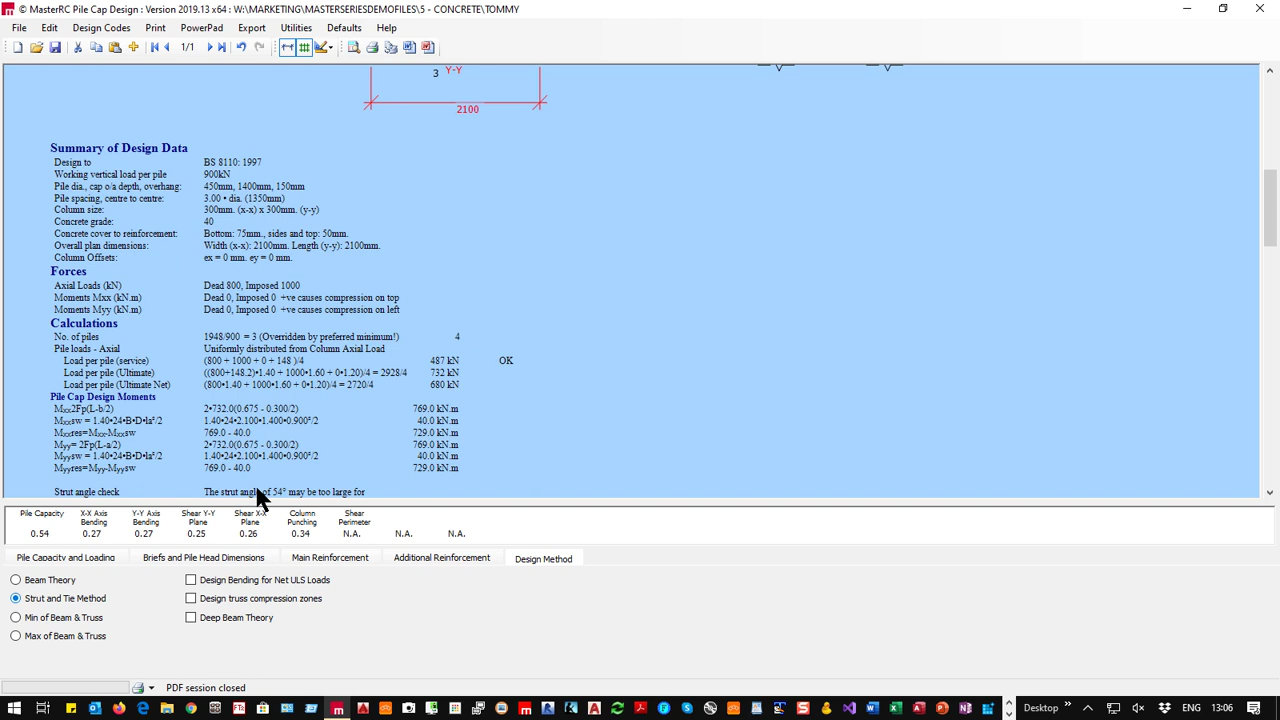 MasterRC Pile Cap Design : Version 2019.13 x64 : W:\MARKETING\MASTERSERIESDEMOFILES\5 - CONCRETE\TOMMY
File Edit Design Codes Print PowerPad Export Utilities Defaults Help
1/1
3 Y-Y
2100
Summary of Design Data
Design to BS 8110: 1997
Working vertical load per pile 900kN
Pile dia., cap o/a depth, overhang: 450mm, 1400mm, 150mm
Pile spacing, centre to centre: 3.00 • dia. (1350mm)
Column size: 300mm. (x-x) x 300mm. (y-y)
Concrete grade: 40
Concrete cover to reinforcement: Bottom: 75mm., sides and top: 50mm.
Overall plan dimensions: Width (x-x): 2100mm. Length (y-y): 2100mm.
Column Offsets: ex = 0 mm. ey = 0 mm.
Forces
Axial Loads (kN) Dead 800, Imposed 1000
Moments Mxx (kN.m) Dead 0, Imposed 0 +ve causes compression on top
Moments Myy (kN.m) Dead 0, Imposed 0 +ve causes compression on left
Calculations
No. of piles 1948/900 = 3 (Overridden by preferred minimum!) 4
Pile loads - Axial Uniformly distributed from Column Axial Load
Load per pile (service) (800 + 1000 + 0 + 148 )/4 487 kN OK
Load per pile (Ultimate) ((800+148.2)•1.40 + 1000•1.60 + 0•1.20)/4 = 2928/4 732 kN
Load per pile (Ultimate Net) (800•1.40 + 1000•1.60 + 0•1.20)/4 = 2720/4 680 kN
Pile Cap Design Moments
Mxx2Fp(L-b/2) 2•732.0(0.675 - 0.300/2) 769.0 kN.m
Mxxsw = 1.40•24•B•D•la²/2 1.40•24•2.100•1.400•0.900²/2 40.0 kN.m
Mxxres=Mxx-Mxxsw 769.0 - 40.0 729.0 kN.m
Myy= 2Fp(L-a/2) 2•732.0(0.675 - 0.300/2) 769.0 kN.m
Myysw = 1.40•24•B•D•la²/2 1.40•24•2.100•1.400•0.900²/2 40.0 kN.m
Myyres=Myy-Myysw 769.0 - 40.0 729.0 kN.m
Strut angle check The strut angle of 54° may be too large for
Pile Capacity X-X Axis Bending Y-Y Axis Bending Shear Y-Y Plane Shear X-X Plane Column Punching Shear Perimeter
0.54 0.27 0.27 0.25 0.26 0.34 N.A. N.A. N.A.
Pile Capacity and Loading Briefs and Pile Head Dimensions Main Reinforcement Additional Reinforcement Design Method
Beam Theory Design Bending for Net ULS Loads
Strut and Tie Method Design truss compression zones
Min of Beam & Truss Deep Beam Theory
Max of Beam & Truss
PDF session closed
Desktop ENG 13:06